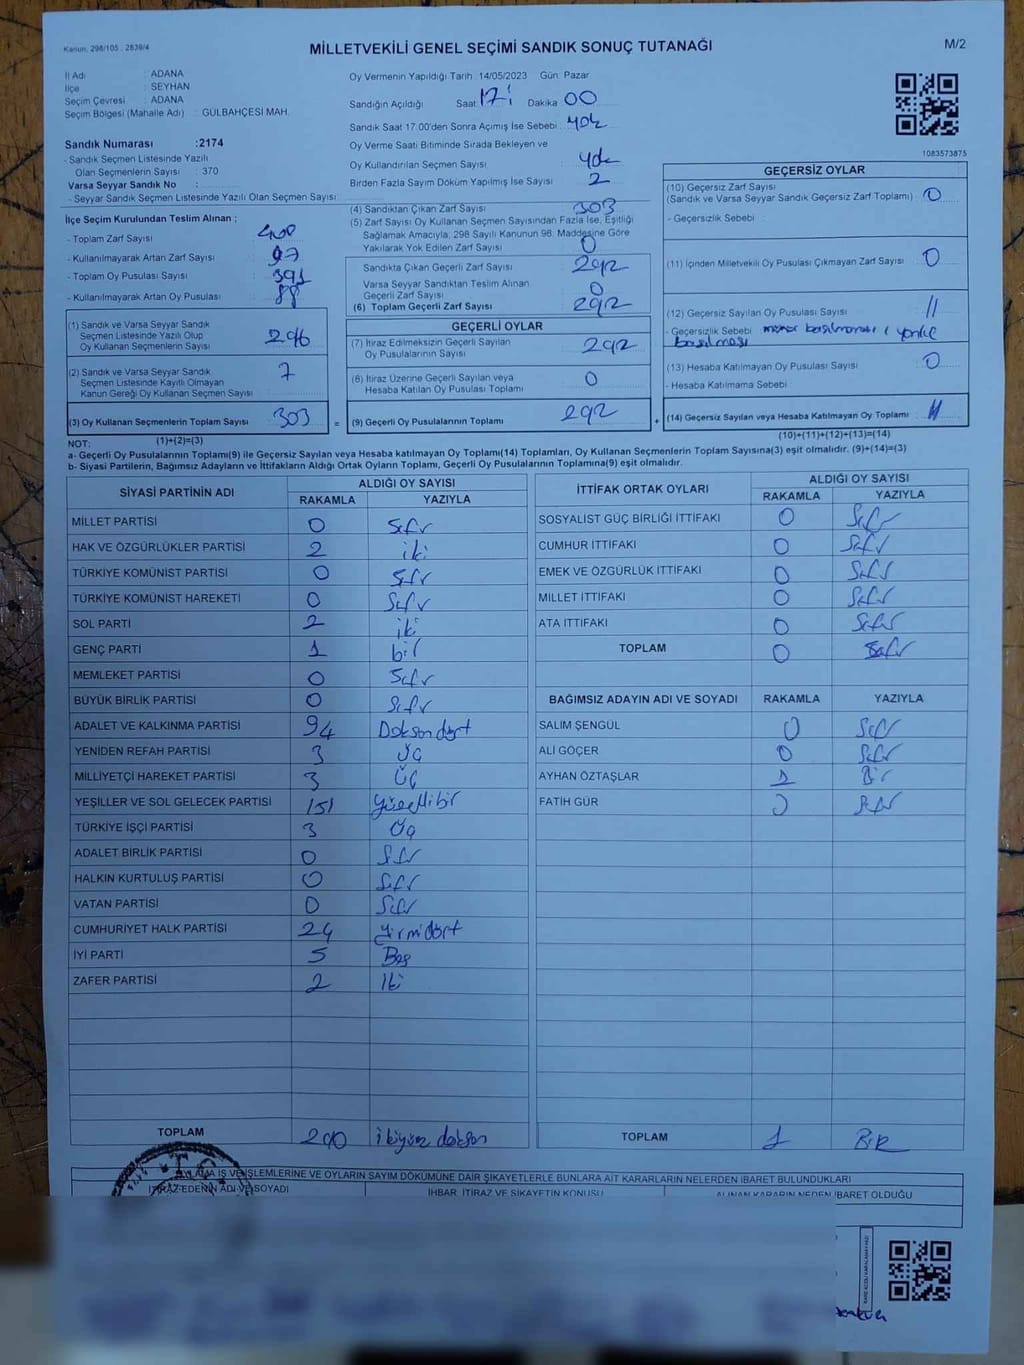 Kanun, 298/105 ; 2839/4
MİLLETVEKİLİ GENEL SEÇİMİ SANDIK SONUÇ TUTANAĞI
M/2
İl Adı : ADANA
İlçe : SEYHAN
Seçim Çevresi : ADANA
Seçim Bölgesi (Mahalle Adı) : GÜLBAHÇESİ MAH.
Sandık Numarası :2174
- Sandık Seçmen Listesinde Yazılı
Olan Seçmenlerin Sayısı : 370
Varsa Seyyar Sandık No :
- Seyyar Sandık Seçmen Listesinde Yazılı Olan Seçmen Sayısı :
Oy Vermenin Yapıldığı Tarih :14/05/2023 Gün: Pazar
Sandığın Açıldığı Saat 17 Dakika 00
Sandık Saat 17.00'den Sonra Açımış İse Sebebi: yok
Oy Verme Saati Bitiminde Sırada Bekleyen ve
Oy Kullandırılan Seçmen Sayısı yok
Birden Fazla Sayım Döküm Yapılmış İse Sayısı 2
1083573875
İlçe Seçim Kurulundan Teslim Alınan ;
- Toplam Zarf Sayısı : 400
- Kullanılmayarak Artan Zarf Sayısı : 97
- Toplam Oy Pusulası Sayısı : 391
- Kullanılmayarak Artan Oy Pusulası : 88
(1) Sandık ve Varsa Seyyar Sandık
Seçmen Listesinde Yazılı Olup
Oy Kullanan Seçmenlerin Sayısı : 296
(2) Sandık ve Varsa Seyyar Sandık
Seçmen Listesinde Kayıtlı Olmayan
Kanun Gereği Oy Kullanan Seçmen Sayısı : 7
(3) Oy Kullanan Seçmenlerin Toplam Sayısı : 303
(4) Sandıktan Çıkan Zarf Sayısı : 303
(5) Zarf Sayısı Oy Kullanan Seçmen Sayısından Fazla İse, Eşitliği
Sağlamak Amacıyla, 298 Sayılı Kanunun 98. Maddesine Göre
Yakılarak Yok Edilen Zarf Sayısı : 0
Sandıkta Çıkan Geçerli Zarf Sayısı : 292
Varsa Seyyar Sandıktan Teslim Alınan
Geçerli Zarf Sayısı : 0
(6) Toplam Geçerli Zarf Sayısı : 292
GEÇERLİ OYLAR
(7) İtiraz Edilmeksizin Geçerli Sayılan
Oy Pusulalarının Sayısı : 292
(8) İtiraz Üzerine Geçerli Sayılan veya
Hesaba Katılan Oy Pusulası Toplamı : 0
= (9) Geçerli Oy Pusulalarının Toplamı : 292
GEÇERSİZ OYLAR
(10) Geçersiz Zarf Sayısı
(Sandık ve Varsa Seyyar Sandık Geçersiz Zarf Toplamı) : 0
- Geçersizlik Sebebi :
(11) İçinden Milletvekili Oy Pusulası Çıkmayan Zarf Sayısı : 0
(12) Geçersiz Sayılan Oy Pusulası Sayısı : 11
- Geçersizlik Sebebi : mühür basılmaması
basılması
(13) Hesaba Katılmayan Oy Pusulası Sayısı : 0
- Hesaba Katılmama Sebebi :
+ (14) Geçersiz Sayılan veya Hesaba Katılmayan Oy Toplamı : 11
NOT: (1)+(2)=(3)
(10)+(11)+(12)+(13)=(14)
a- Geçerli Oy Pusulalarının Toplamı(9) ile Geçersiz Sayılan veya Hesaba katılmayan Oy Toplamı(14) Toplamları, Oy Kullanan Seçmenlerin Toplam Sayısına(3) eşit olmalıdır. (9)+(14)=(3)
b- Siyasi Partilerin, Bağımsız Adayların ve İttifakların Aldığı Ortak Oyların Toplamı, Geçerli Oy Pusulalarının Toplamına(9) eşit olmalıdır.
SİYASİ PARTİNİN ADI ALDIĞI OY SAYISI
RAKAMLA YAZIYLA
MİLLET PARTİSİ 0 Sıfır
HAK VE ÖZGÜRLÜKLER PARTİSİ 2 iki
TÜRKİYE KOMÜNİST PARTİSİ 0 Sıfır
TÜRKİYE KOMÜNİST HAREKETİ 0 Sıfır
SOL PARTİ 2 iki
GENÇ PARTİ 1 bir
MEMLEKET PARTİSİ 0 Sıfır
BÜYÜK BİRLİK PARTİSİ 0 Sıfır
ADALET VE KALKINMA PARTİSİ 94 Doksandört
YENİDEN REFAH PARTİSİ 3 Üç
MİLLİYETÇİ HAREKET PARTİSİ 3 Üç
YEŞİLLER VE SOL GELECEK PARTİSİ 151 Yüzellibir
TÜRKİYE İŞÇİ PARTİSİ 3 Üç
ADALET BİRLİK PARTİSİ 0 Sıfır
HALKIN KURTULUŞ PARTİSİ 0 Sıfır
VATAN PARTİSİ 0 Sıfır
CUMHURİYET HALK PARTİSİ 24 Yirmidört
İYİ PARTİ 5 Beş
ZAFER PARTİSİ 2 İki
TOPLAM 290 ikiyüz doksan
İTTİFAK ORTAK OYLARI ALDIĞI OY SAYISI
RAKAMLA YAZIYLA
SOSYALİST GÜÇ BİRLİĞİ İTTİFAKI 0 Sıfır
CUMHUR İTTİFAKI 0 Sıfır
EMEK VE ÖZGÜRLÜK İTTİFAKI 0 Sıfır
MİLLET İTTİFAKI 0 Sıfır
ATA İTTİFAKI 0 Sıfır
TOPLAM 0 Sıfır
BAĞIMSIZ ADAYIN ADI VE SOYADI RAKAMLA YAZIYLA
SALİM ŞENGÜL 0 Sıfır
ALİ GÖÇER 0 Sıfır
AYHAN ÖZTAŞLAR 1 Bir
FATİH GÜR 0 Sıfır
TOPLAM 1 BİR
OYLAMA İŞ VE İŞLEMLERİNE VE OYLARIN SAYIM DÖKÜMÜNE DAİR ŞİKAYETLERLE BUNLARA AİT KARARLARIN NELERDEN İBARET BULUNDUKLARI
İTİRAZ EDENİN ADI VE SOYADI İHBAR, İTİRAZ VE ŞİKAYETİN KONUSU ALINAN KARARIN NEDEN İBARET OLDUĞU